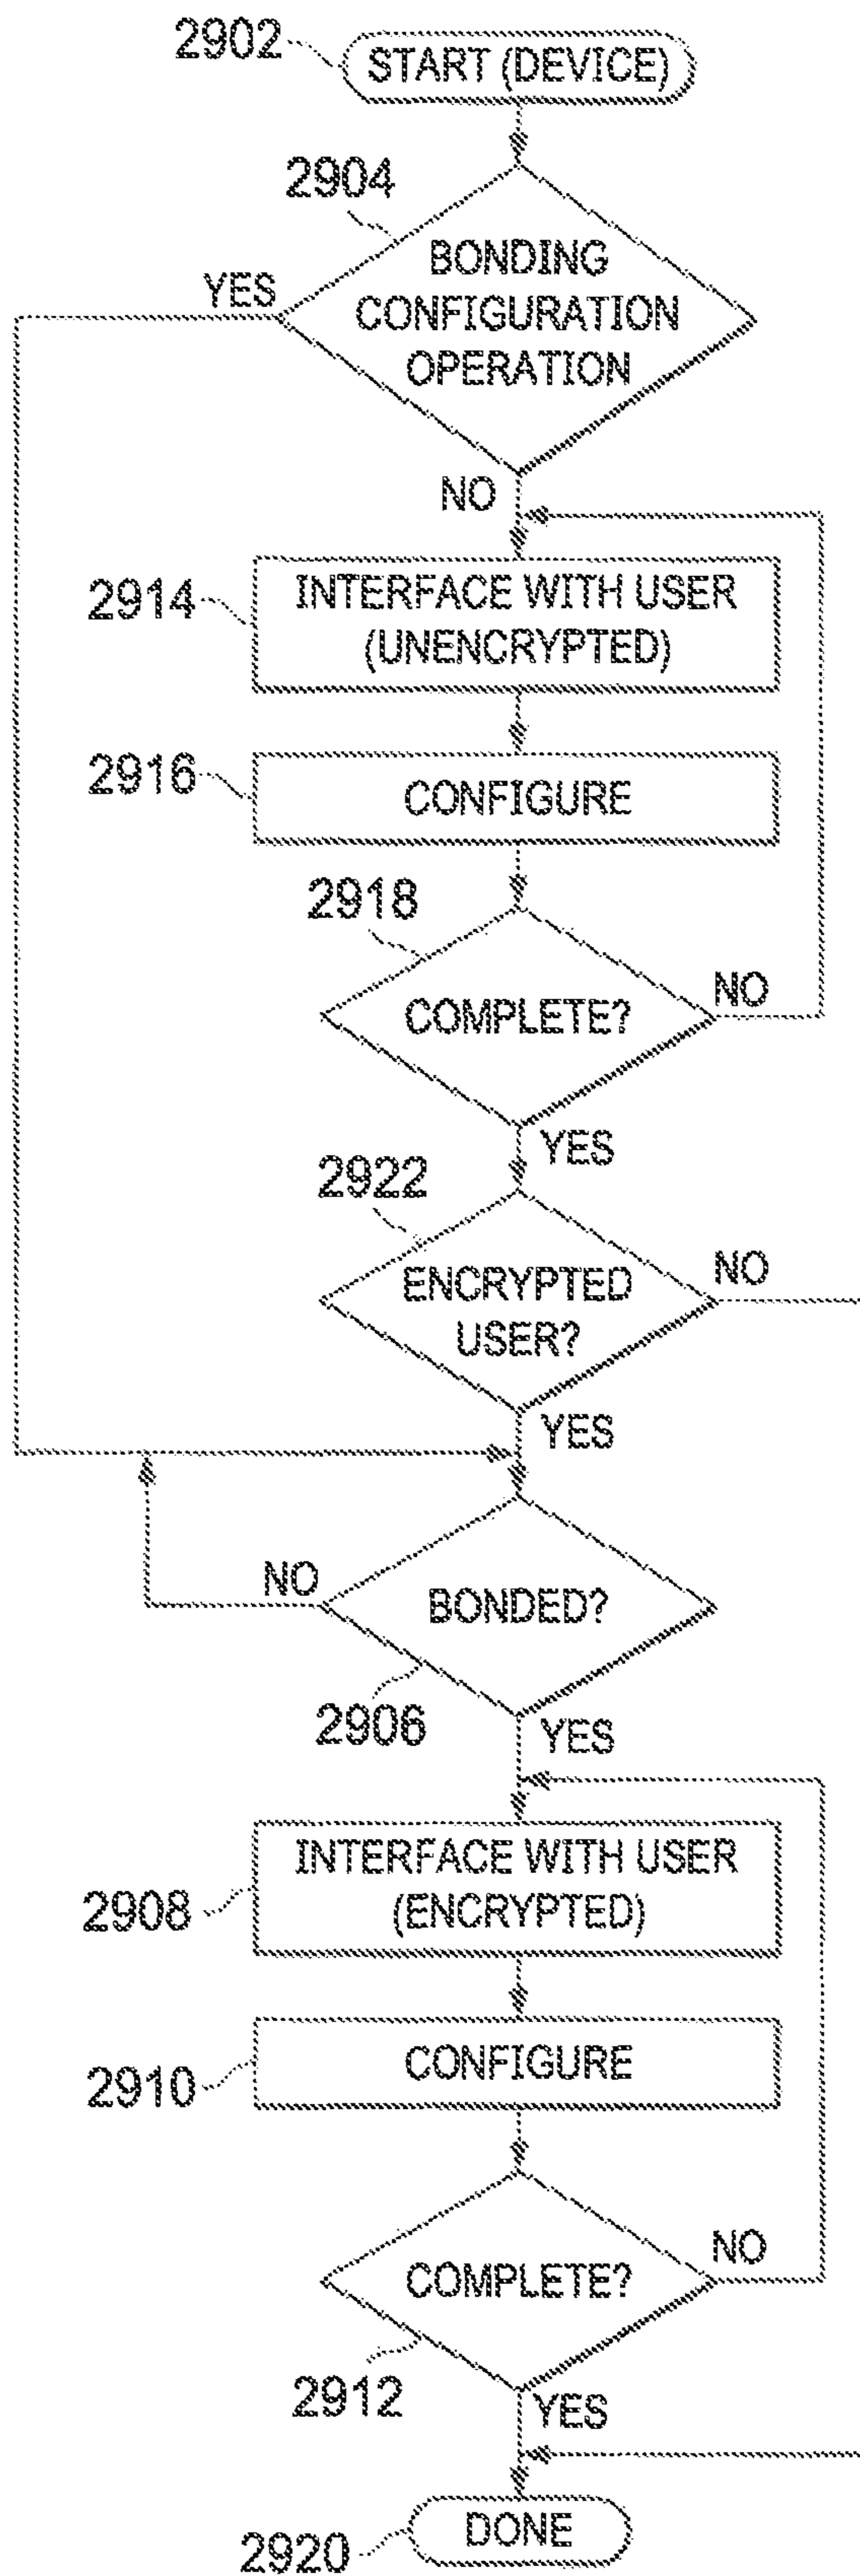 2902
START (DEVICE)
2904
YES
BONDING
CONFIGURATION
OPERATION
NO
2914
INTERFACE WITH USER
(UNENCRYPTED)
2916
CONFIGURE
2918
COMPLETE?
NO
YES
2922
ENCRYPTED
USER?
NO
YES
NO
BONDED?
2906
YES
2908
INTERFACE WITH USER
(ENCRYPTED)
2910
CONFIGURE
COMPLETE?
NO
2912
YES
2920
DONE